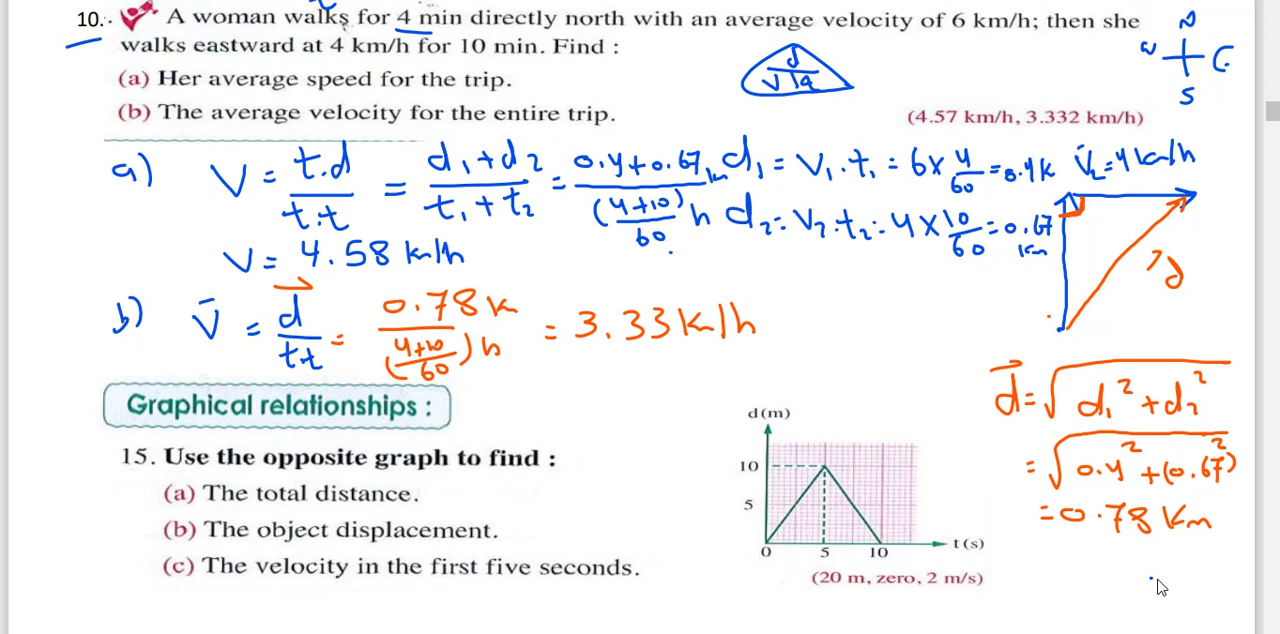 10. A woman walks for 4 min directly north with an average velocity of 6 km/h; then she
walks eastward at 4 km/h for 10 min. Find :
(a) Her average speed for the trip.
(b) The average velocity for the entire trip.
(4.57 km/h, 3.332 km/h)
N
W E
S
d
V t
a) V = t.d / t.t = d1 + d2 / t1 + t2 = 0.4 + 0.67 km / (4+10 / 60) h
d1 = V1 . t1 = 6 x 4/60 = 0.4 k
V2 = 4 km/h
d2 = V2 . t2 = 4 x 10/60 = 0.67 km
V = 4.58 km/h
d
b) V̄ = d / t.t = 0.78 k / (4+10 / 60) h = 3.33 K/h
d = √ d1² + d2²
= √ 0.4² + (0.67)²
= 0.78 Km
Graphical relationships :
15. Use the opposite graph to find :
(a) The total distance.
(b) The object displacement.
(c) The velocity in the first five seconds.
d (m)
10
5
0 5 10 t (s)
(20 m, zero, 2 m/s)